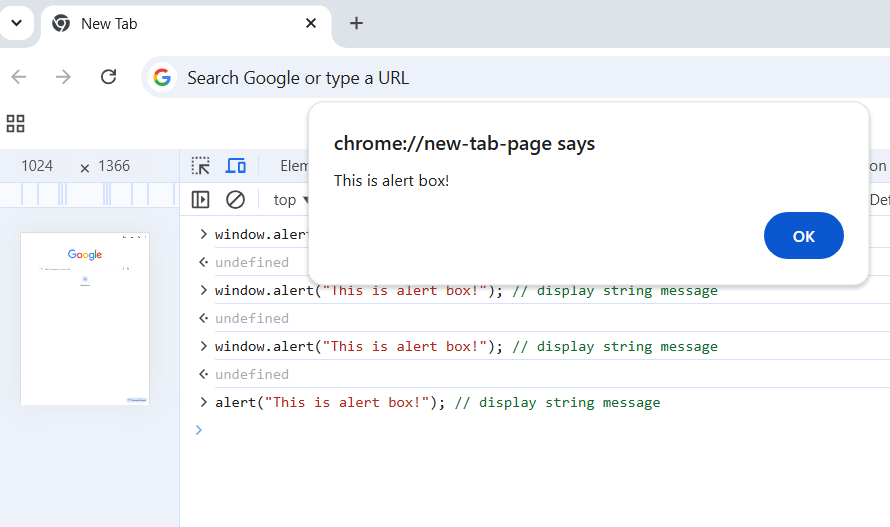 New Tab
Search Google or type a URL
chrome://new-tab-page says
This is alert box!
OK
1024 × 1366
Elem
on
top
Def
> window.alert
undefined
> window.alert("This is alert box!"); // display string message
undefined
> window.alert("This is alert box!"); // display string message
undefined
> alert("This is alert box!"); // display string message
>
Google